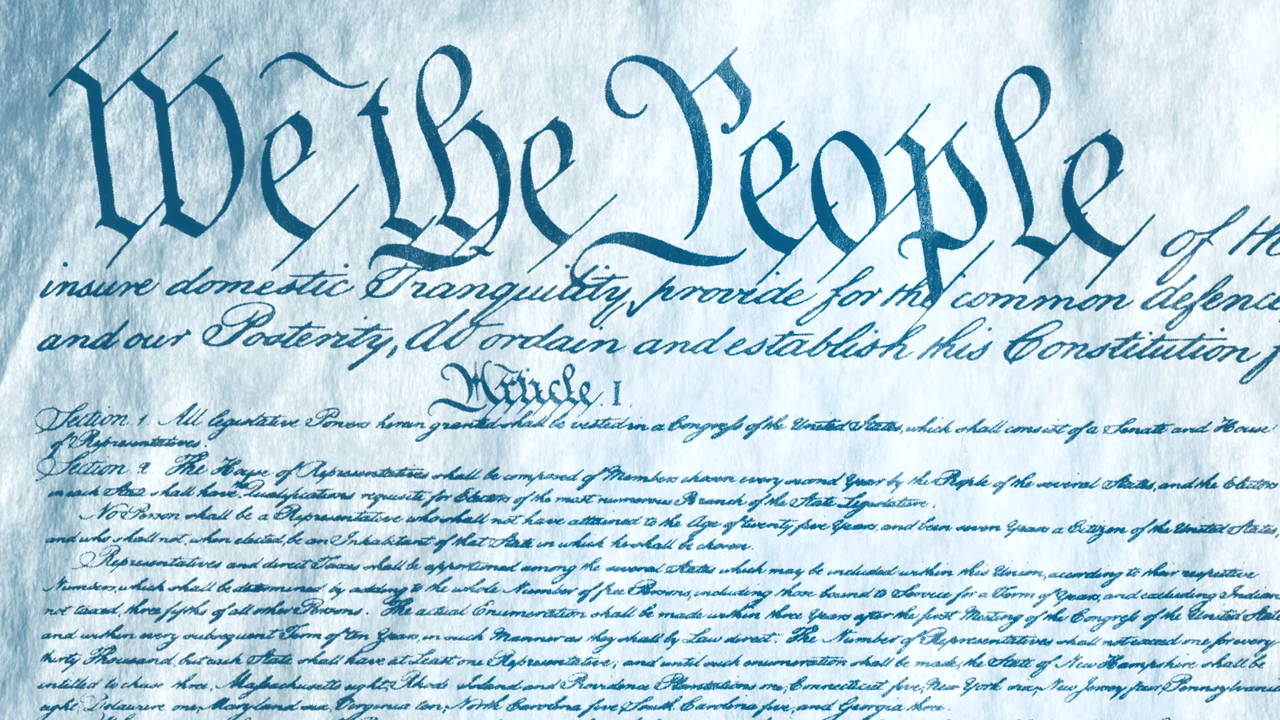 We the People of
insure domestic Tranquility, provide for the common defence
and our Posterity, do ordain and establish this Constitution f
Article. I.
Section. 1. All legislative Powers herein granted shall be vested in a Congress of the United States, which shall consist of a Senate and House
of Representatives.
Section. 2. The House of Representatives shall be composed of Members chosen every second Year by the People of the several States, and the Electors
in each State shall have the Qualifications requisite for Electors of the most numerous Branch of the State Legislature.
No Person shall be a Representative who shall not have attained to the Age of twenty five Years, and been seven Years a Citizen of the United States,
and who shall not, when elected, be an Inhabitant of that State in which he shall be chosen.
Representatives and direct Taxes shall be apportioned among the several States which may be included within this Union, according to their respective
Numbers, which shall be determined by adding to the whole Number of free Persons, including those bound to Service for a Term of Years, and excluding Indians
not taxed, three fifths of all other Persons. The actual Enumeration shall be made within three Years after the first Meeting of the Congress of the United States,
and within every subsequent Term of ten Years, in such Manner as they shall by Law direct. The Number of Representatives shall not exceed one for every
thirty Thousand, but each State shall have at Least one Representative; and until such enumeration shall be made, the State of New Hampshire shall be
entitled to chuse three, Massachusetts eight, Rhode Island and Providence Plantations one, Connecticut five, New York six, New Jersey four, Pennsylvania
eight, Delaware one, Maryland six, Virginia ten, North Carolina five, South Carolina five, and Georgia three.